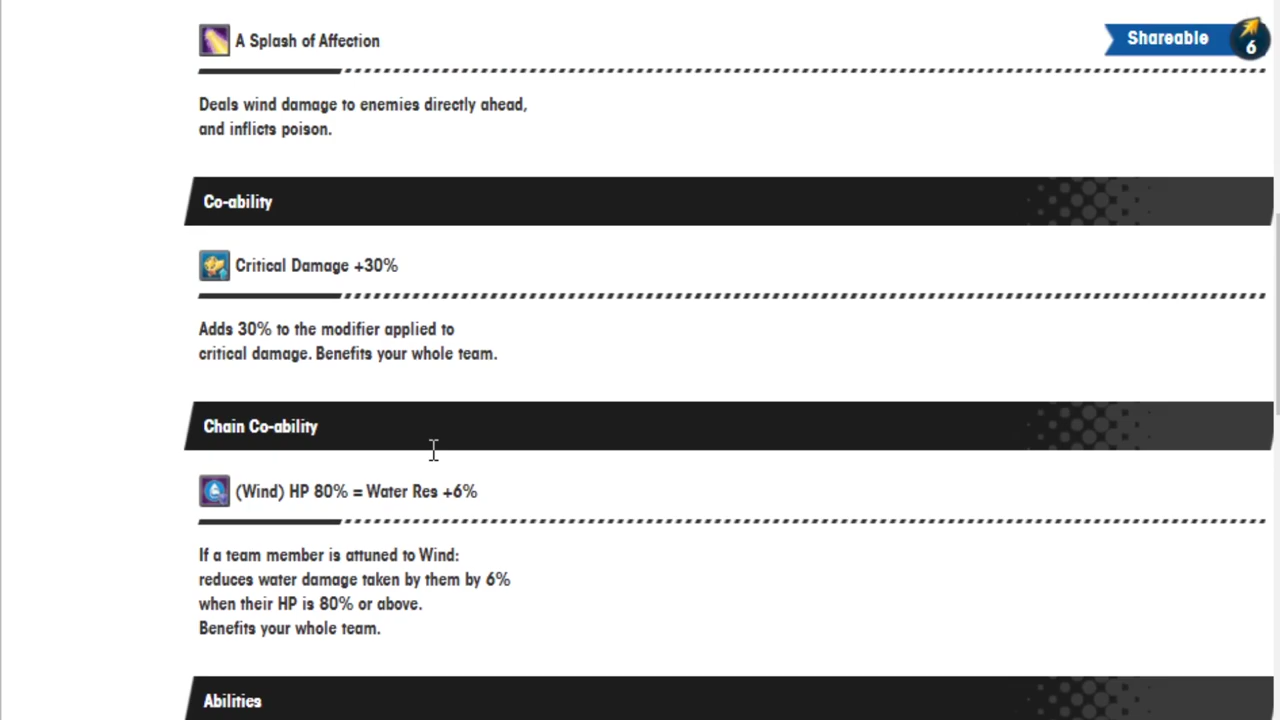 A Splash of Affection
Shareable
6
Deals wind damage to enemies directly ahead,
and inflicts poison.
Co-ability
Critical Damage +30%
Adds 30% to the modifier applied to
critical damage. Benefits your whole team.
Chain Co-ability
(Wind) HP 80% = Water Res +6%
If a team member is attuned to Wind:
reduces water damage taken by them by 6%
when their HP is 80% or above.
Benefits your whole team.
Abilities